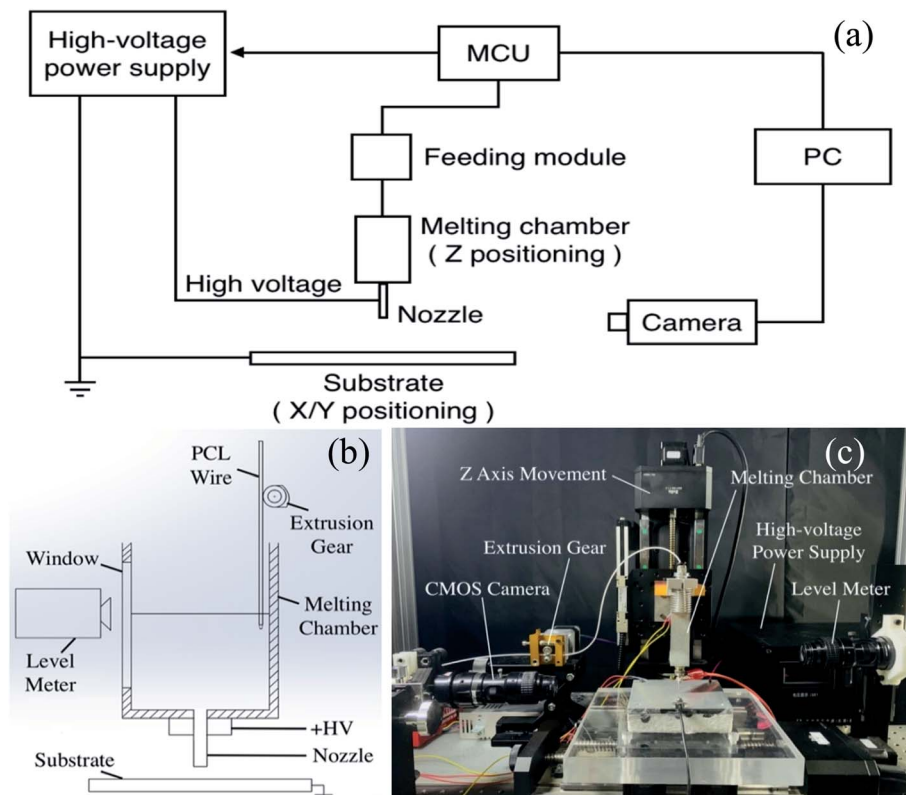 (a)
High-voltage
power supply
MCU
Feeding module
PC
Melting chamber
( Z positioning )
High voltage
Nozzle
Camera
Substrate
( X/Y positioning )
(b)
PCL
Wire
Extrusion
Gear
Window
Melting
Chamber
Level
Meter
+HV
Nozzle
Substrate
(c)
Z Axis Movement
Melting Chamber
High-voltage
Power Supply
Extrusion Gear
CMOS Camera
Level Meter